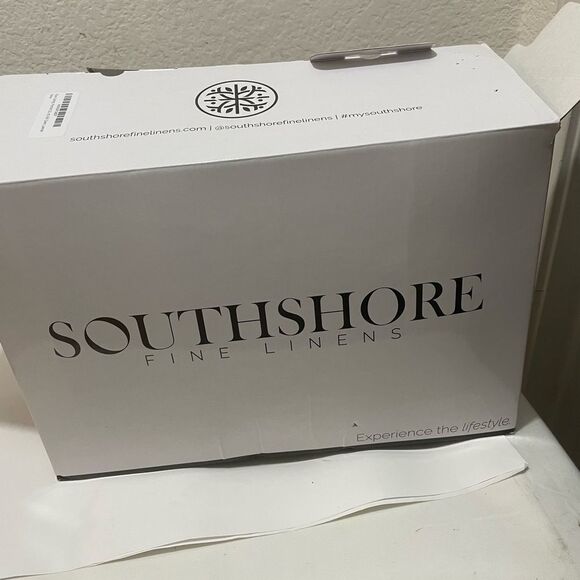 southshorefinelinens.com | @southshorefinelinens | #mysouthshore
SOUTHSHORE
FINE LINENS
Experience the lifestyle.